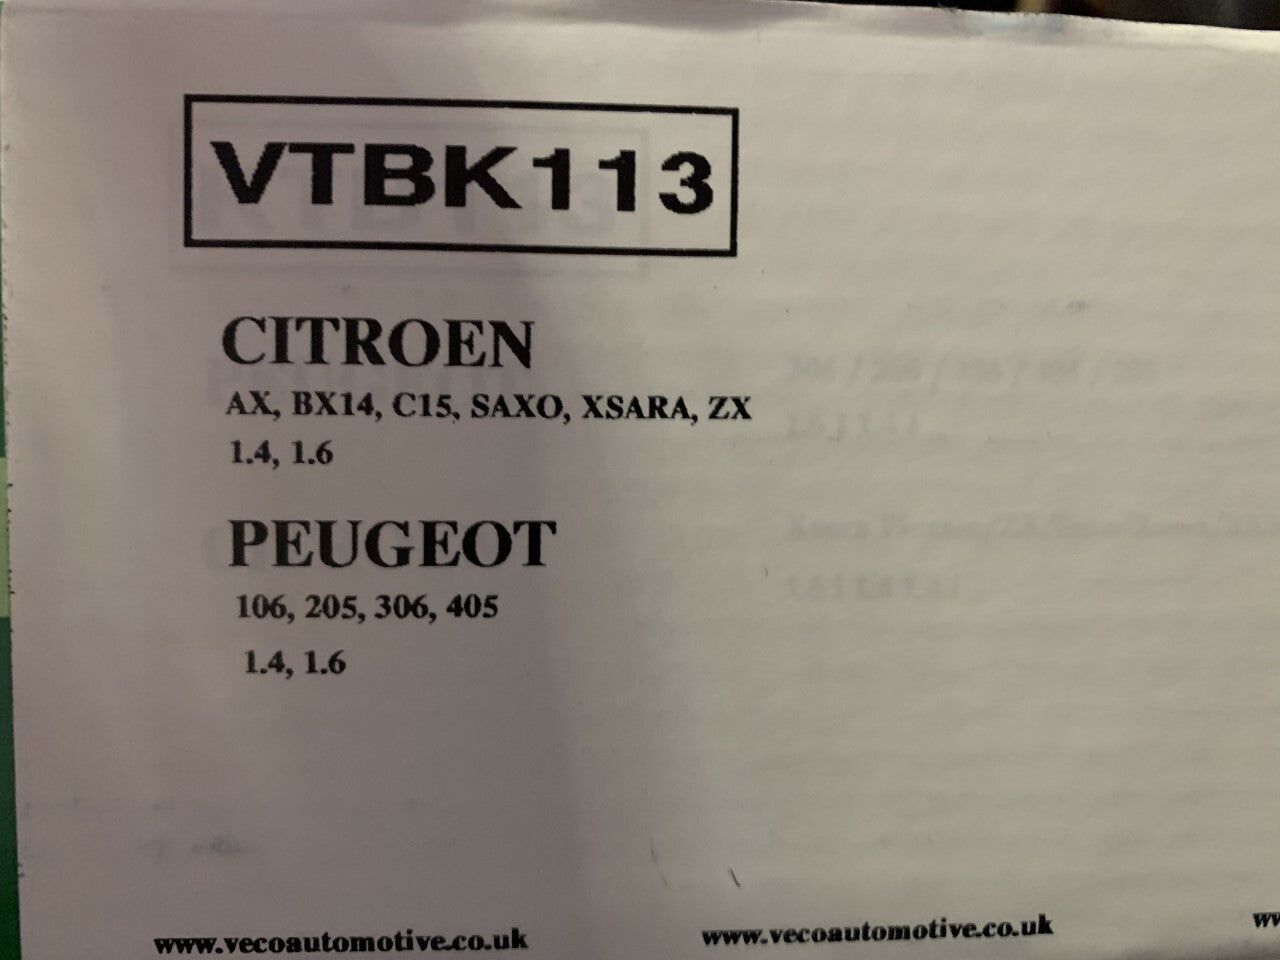 VTBK113
CITROEN
AX, BX14, C15, SAXO, XSARA, ZX
1.4, 1.6
PEUGEOT
106, 205, 306, 405
1.4, 1.6
www.vecoautomotive.co.uk www.vecoautomotive.co.uk